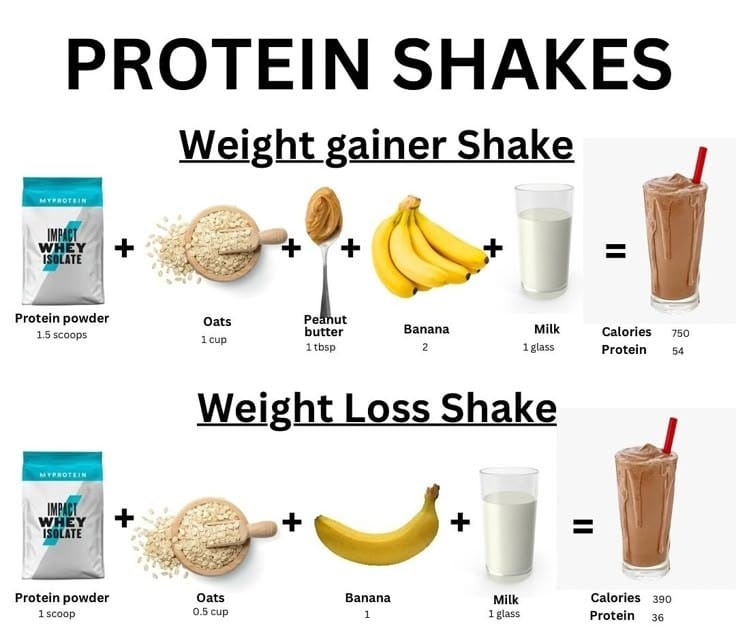 PROTEIN SHAKES
Weight gainer Shake
MYPROTEIN
IMPACT
WHEY
ISOLATE
+ + + + =
Protein powder
1.5 scoops
Oats
1 cup
Peanut
butter
1 tbsp
Banana
2
Milk
1 glass
Calories 750
Protein 54
Weight Loss Shake
MYPROTEIN
IMPACT
WHEY
ISOLATE
+ + + =
Protein powder
1 scoop
Oats
0.5 cup
Banana
1
Milk
1 glass
Calories 390
Protein 36